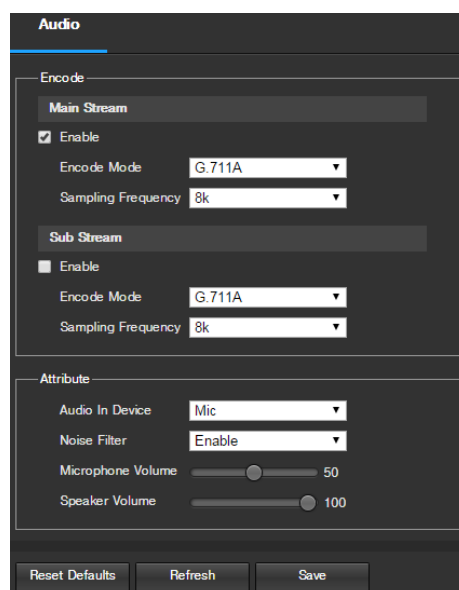 Audio
Encode
Main Stream
Enable
Encode Mode G.711A
Sampling Frequency 8k
Sub Stream
Enable
Encode Mode G.711A
Sampling Frequency 8k
Attribute
Audio In Device Mic
Noise Filter Enable
Microphone Volume 50
Speaker Volume 100
Reset Defaults Refresh Save